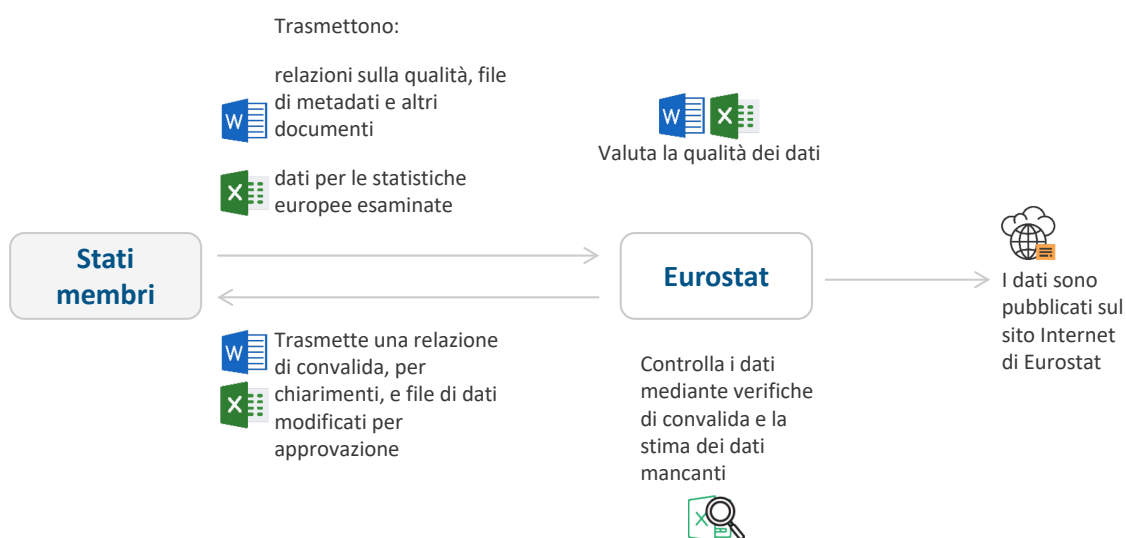 Trasmettono:
relazioni sulla qualità, file
di metadati e altri
documenti
dati per le statistiche
europee esaminate
Valuta la qualità dei dati
Stati
membri
Eurostat
I dati sono
pubblicati sul
sito Internet
di Eurostat
Trasmette una relazione
di convalida, per
chiarimenti, e file di dati
modificati per
approvazione
Controlla i dati
mediante verifiche
di convalida e la
stima dei dati
mancanti